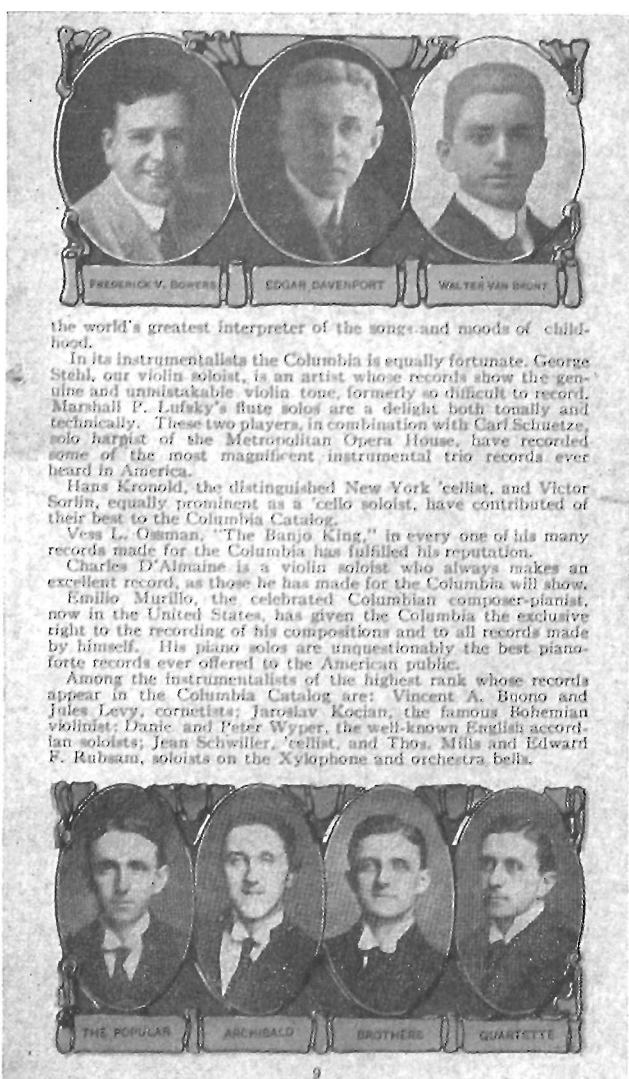 FREDERICK V. BOWERS
EDGAR DAVENPORT
WALTER VAN BRUNT
the world's greatest interpreter of the songs and moods of child-
hood.
In its instrumentalists the Columbia is equally fortunate. George
Stehl, our violin soloist, is an artist whose records show the gen-
uine and unmistakable violin tone, formerly so difficult to record.
Marshall P. Lufsky's flute solos are a delight both tonally and
technically. These two players, in combination with Carl Schuetze,
solo harpist of the Metropolitan Opera House, have recorded
some of the most magnificent instrumental trio records ever
heard in America.
Hans Kronold, the distinguished New York 'cellist, and Victor
Sorlin, equally prominent as a 'cello soloist, have contributed of
their best to the Columbia Catalog.
Vess L. Ossman, "The Banjo King," in every one of his many
records made for the Columbia has fulfilled his reputation.
Charles D'Almaine is a violin soloist who always makes an
excellent record, as those he has made for the Columbia will show.
Emilio Murillo, the celebrated Columbian composer-pianist,
now in the United States, has given the Columbia the exclusive
right to the recording of his compositions and to all records made
by himself. His piano solos are unquestionably the best piano-
forte records ever offered to the American public.
Among the instrumentalists of the highest rank whose records
appear in the Columbia Catalog are: Vincent A. Buono and
Jules Levy, cornetists; Jaroslav Kocian, the famous Bohemian
violinist; Danie and Peter Wyper, the well-known English accord-
ian soloists; Jean Schwiller, 'cellist, and Thos. Mills and Edward
F. Rubsam, soloists on the Xylophone and orchestra bells.
THE POPULAR
ARCHIBALD
BROTHERS
QUARTETTE
9